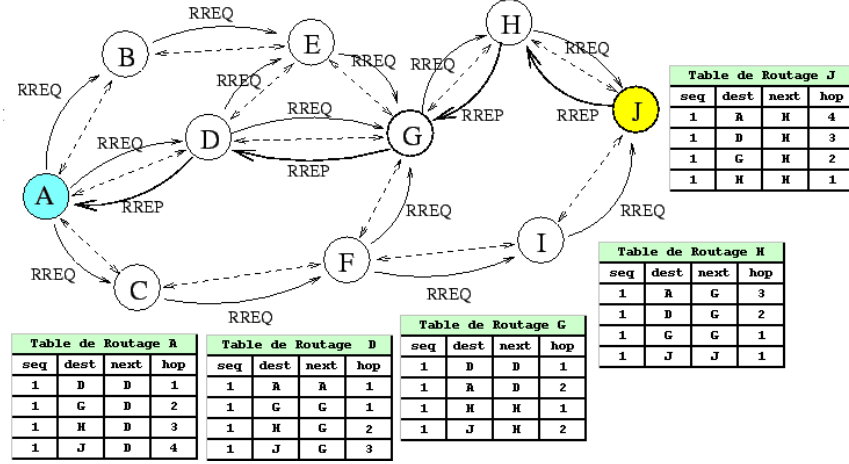 RREQ
H
B
RREQ
E
RREQ
RREQ
RREQ
RREQ
RREQ
J
RREQ
D
G
RREP
RREP
RREP
A
RREP
RREQ
RREQ
F
I
RREQ
C
RREQ
RREQ
Table de Routage J
seq dest next hop
1 A H 4
1 D H 3
1 G H 2
1 H H 1
Table de Routage H
seq dest next hop
1 A G 3
1 D G 2
1 G G 1
1 J J 1
Table de Routage G
seq dest next hop
1 D D 1
1 A D 2
1 H H 1
1 J H 2
Table de Routage A
seq dest next hop
1 D D 1
1 G D 2
1 H D 3
1 J D 4
Table de Routage D
seq dest next hop
1 A A 1
1 G G 1
1 H G 2
1 J G 3